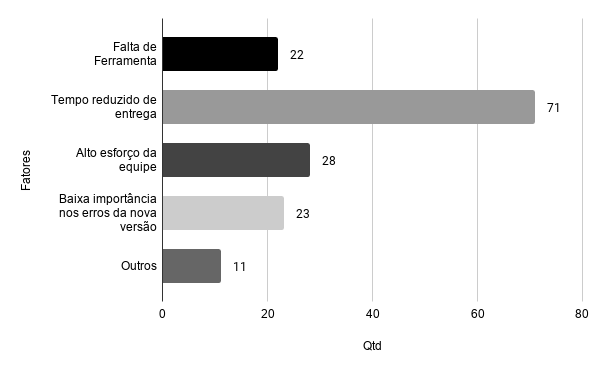 Fatores
Falta de
Ferramenta
22
Tempo reduzido de
entrega
71
Alto esforço da
equipe
28
Baixa importância
nos erros da nova
versão
23
Outros
11
0 20 40 60 80
Qtd